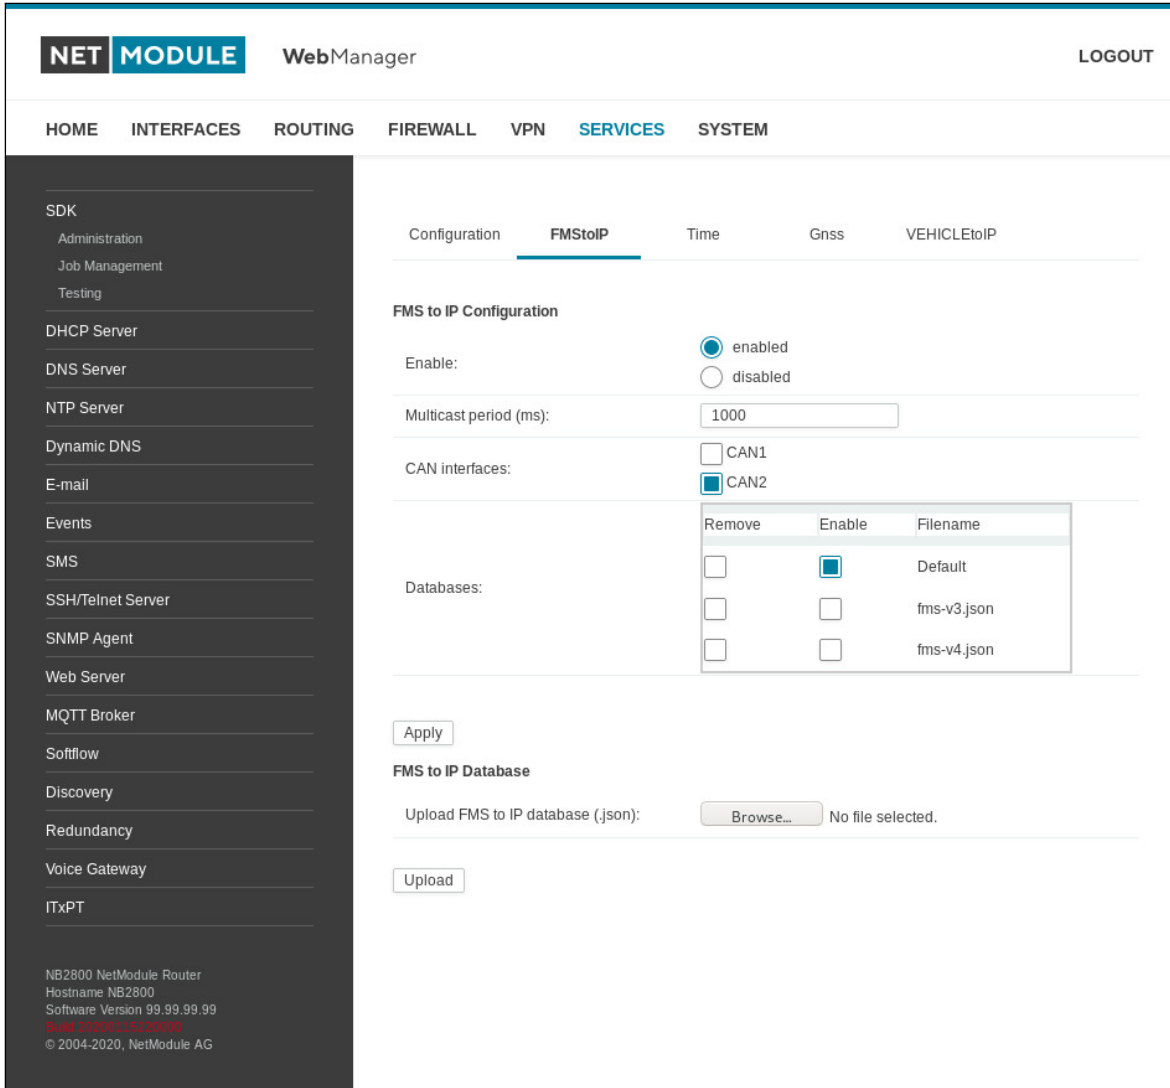 NET MODULE WebManager LOGOUT
HOME INTERFACES ROUTING FIREWALL VPN SERVICES SYSTEM
SDK
Administration
Job Management
Testing
DHCP Server
DNS Server
NTP Server
Dynamic DNS
E-mail
Events
SMS
SSH/Telnet Server
SNMP Agent
Web Server
MQTT Broker
Softflow
Discovery
Redundancy
Voice Gateway
ITxPT
NB2800 NetModule Router
Hostname NB2800
Software Version 99.99.99.99
Build
© 2004-2020, NetModule AG
Configuration FMStoIP Time Gnss VEHICLEtoIP
FMS to IP Configuration
Enable:
enabled
disabled
Multicast period (ms): 1000
CAN interfaces:
CAN1
CAN2
Databases:
Remove Enable Filename
Default
fms-v3.json
fms-v4.json
Apply
FMS to IP Database
Upload FMS to IP database (.json): Browse... No file selected.
Upload